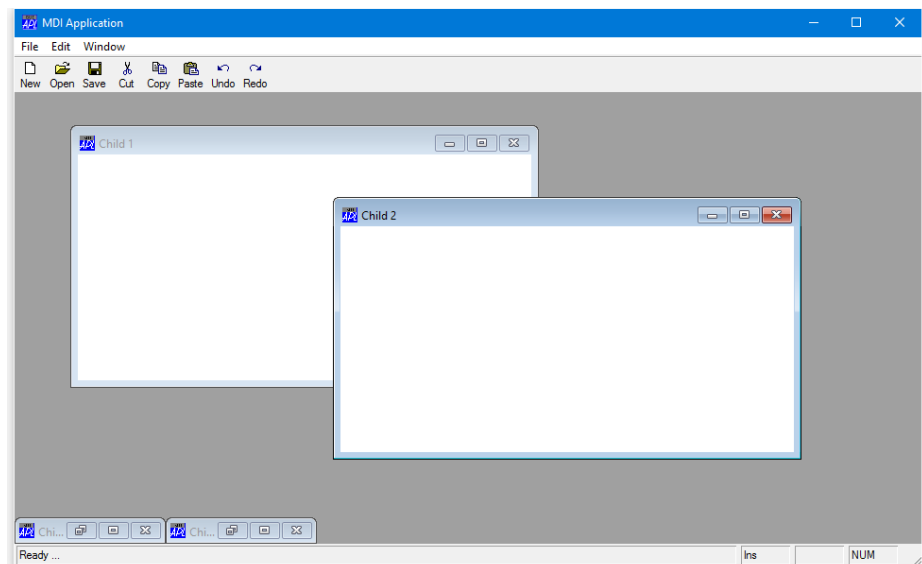 MDI Application
File Edit Window
New Open Save Cut Copy Paste Undo Redo
Child 1
Child 2
Chi... Chi...
Ready ... Ins NUM